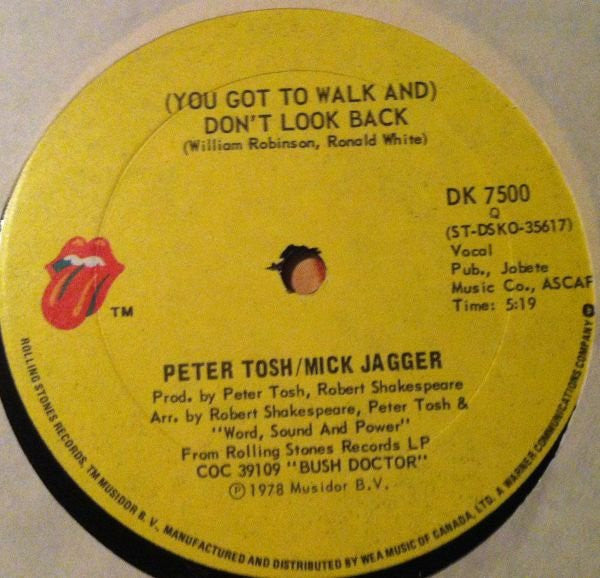 (YOU GOT TO WALK AND)
DON'T LOOK BACK
(William Robinson, Ronald White)
DK 7500
Q
(ST-DSKO-35617)
Vocal
Pub., Jobete
Music Co., ASCAP
Time: 5:19
TM
PETER TOSH/MICK JAGGER
Prod. by Peter Tosh, Robert Shakespeare
Arr. by Robert Shakespeare, Peter Tosh &
"Word, Sound And Power"
From Rolling Stones Records LP
COC 39109 "BUSH DOCTOR"
Ⓟ 1978 Musidor B.V.
ROLLING STONES RECORDS, TM MUSIDOR B. V., MANUFACTURED AND DISTRIBUTED BY WEA MUSIC OF CANADA, LTD. A WARNER COMMUNICATIONS COMPANY